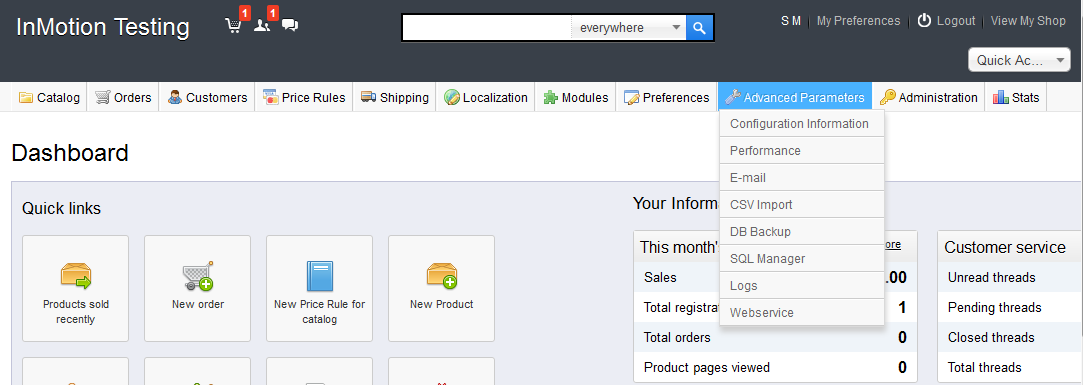 InMotion Testing
1
1
everywhere
S M
My Preferences
Logout
View My Shop
Quick Ac...
Catalog
Orders
Customers
Price Rules
Shipping
Localization
Modules
Preferences
Advanced Parameters
Administration
Stats
Configuration Information
Performance
E-mail
CSV Import
DB Backup
SQL Manager
Logs
Webservice
Dashboard
Quick links
Products sold
recently
New order
New Price Rule for
catalog
New Product
Your Inform
This month'
ore
Sales
.00
Total registra
1
Total orders
0
Product pages viewed
0
Customer service
Unread threads
Pending threads
Closed threads
Total threads